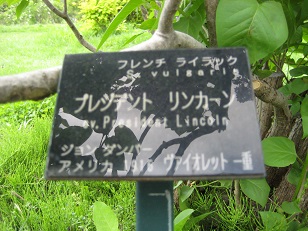 フレンチ ライラック
S. vulgaris
プレジデント リンカーン
cv. President Lincoln
ジョン ダンバー
アメリカ 1916 ヴァイオレット 一重